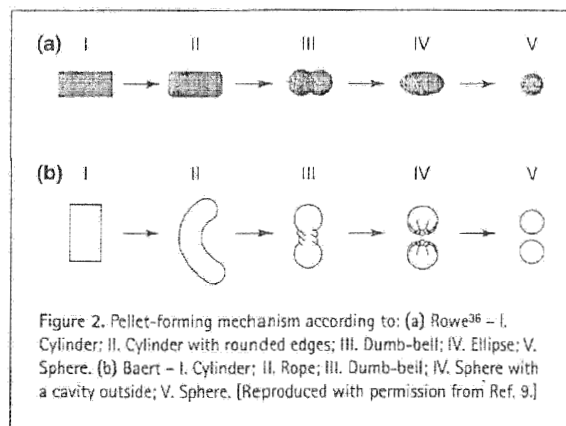 (a) I II III IV V
(b) I II III IV V
Figure 2. Pellet-forming mechanism according to: (a) Rowe³⁶ – I.
Cylinder; II. Cylinder with rounded edges; III. Dumb-bell; IV. Ellipse; V.
Sphere. (b) Baert – I. Cylinder; II. Rope; III. Dumb-bell; IV. Sphere with
a cavity outside; V. Sphere. [Reproduced with permission from Ref. 9.]